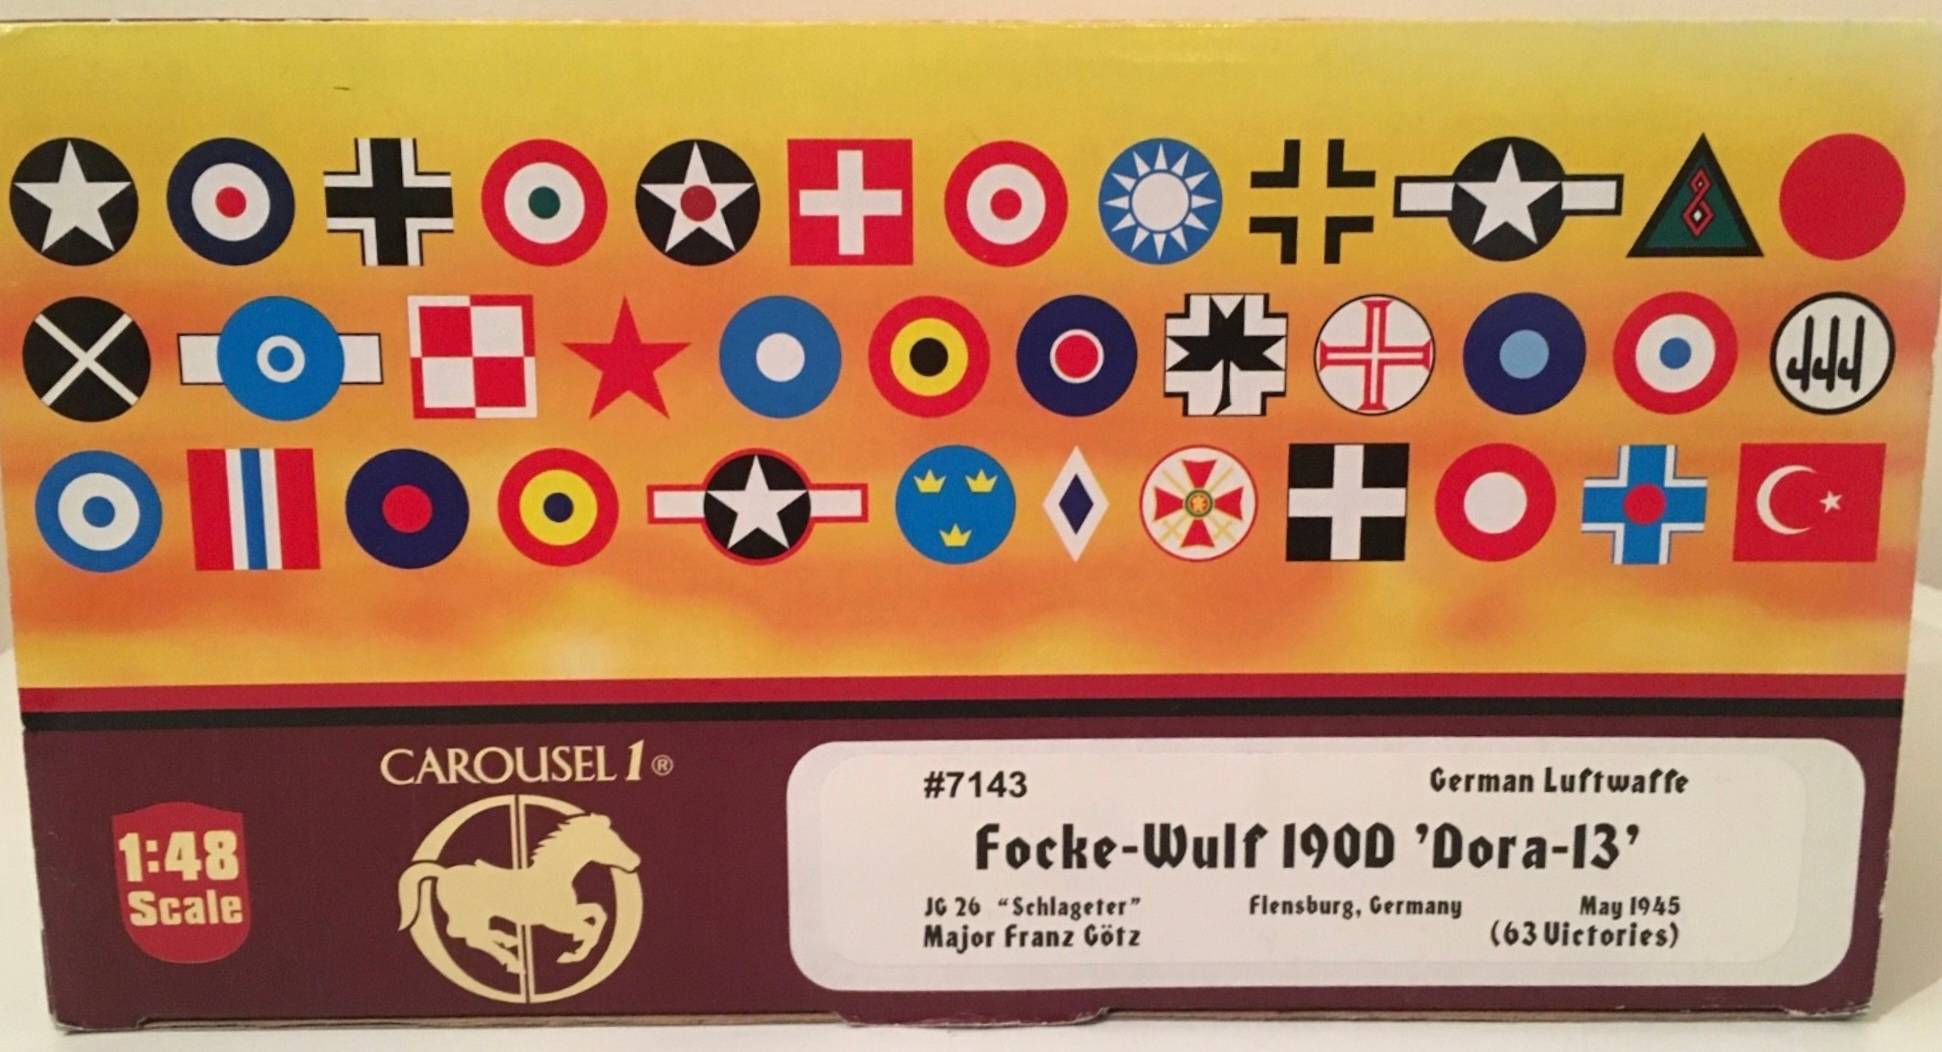 CAROUSEL 1®
1:48
Scale
#7143 German Luftwaffe
Focke-Wulf 190D 'Dora-13'
JG 26 “Schlageter” Flensburg, Germany May 1945
Major Franz Götz (63 Victories)